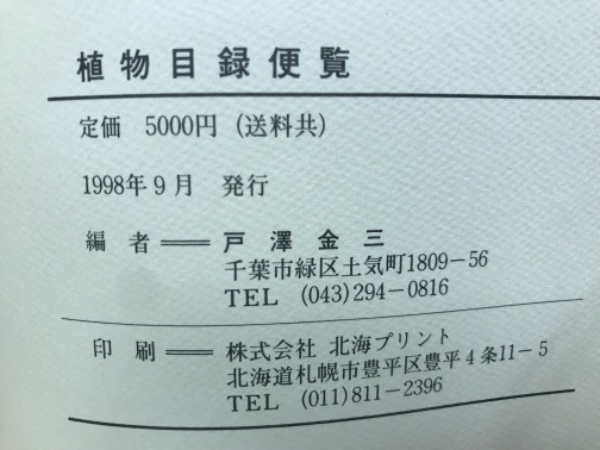 植物目録便覧
定価 5000円 (送料共)
1998年9月 発行
編者══戸澤金三
千葉市緑区土気町1809-56
TEL (043)294-0816
印刷══株式会社 北海プリント
北海道札幌市豊平区豊平4条11-5
TEL (011)811-2396